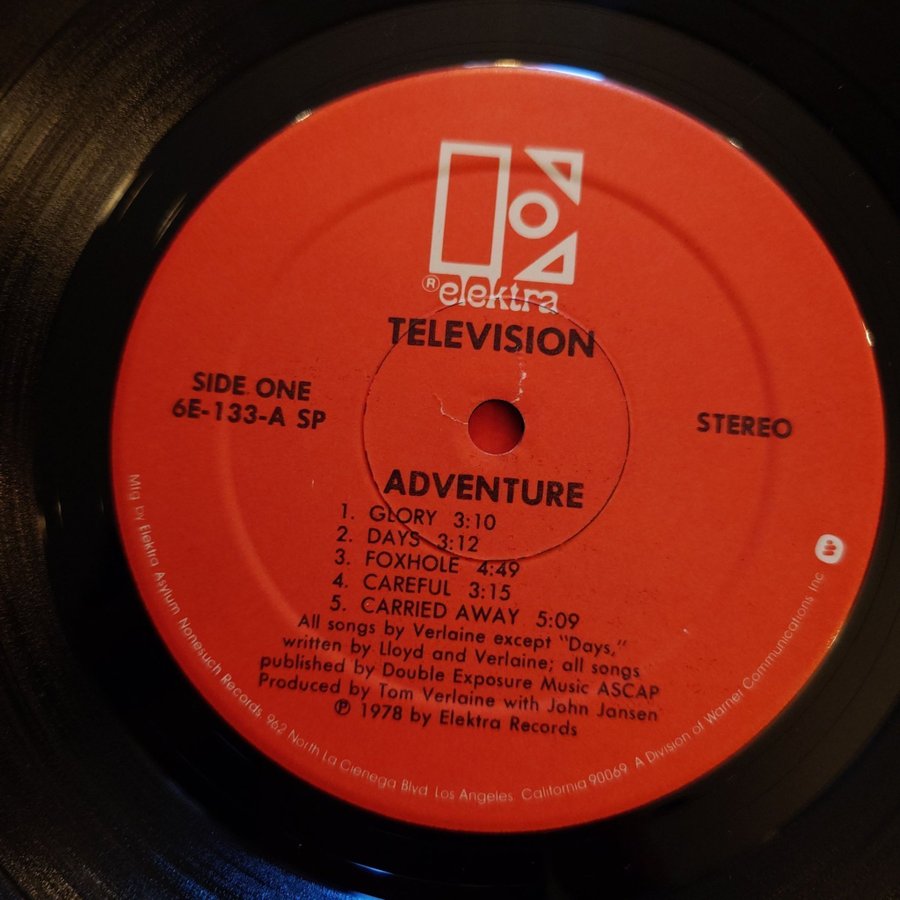 ® elektra
TELEVISION
SIDE ONE
6E-133-A SP
STEREO
ADVENTURE
1. GLORY 3:10
2. DAYS 3:12
3. FOXHOLE 4:49
4. CAREFUL 3:15
5. CARRIED AWAY 5:09
All songs by Verlaine except "Days,"
written by Lloyd and Verlaine; all songs
published by Double Exposure Music ASCAP
Produced by Tom Verlaine with John Jansen
℗ 1978 by Elektra Records
Mfg by Elektra Asylum Nonesuch Records, 962 North La Cienega Blvd Los Angeles, California 90069 A Division of Warner Communications Inc